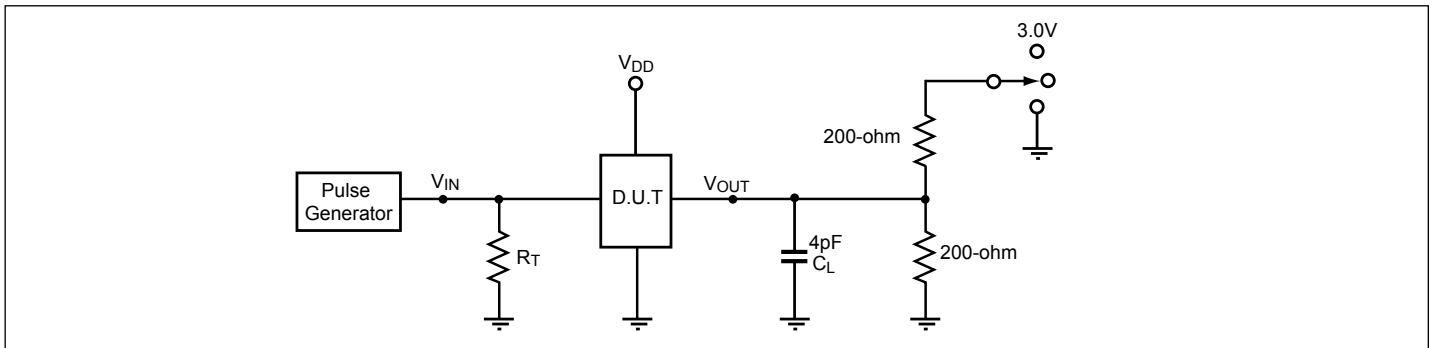 3.0V
VDD
200-ohm
Pulse
Generator
VIN
D.U.T
VOUT
RT
4pF
CL
200-ohm